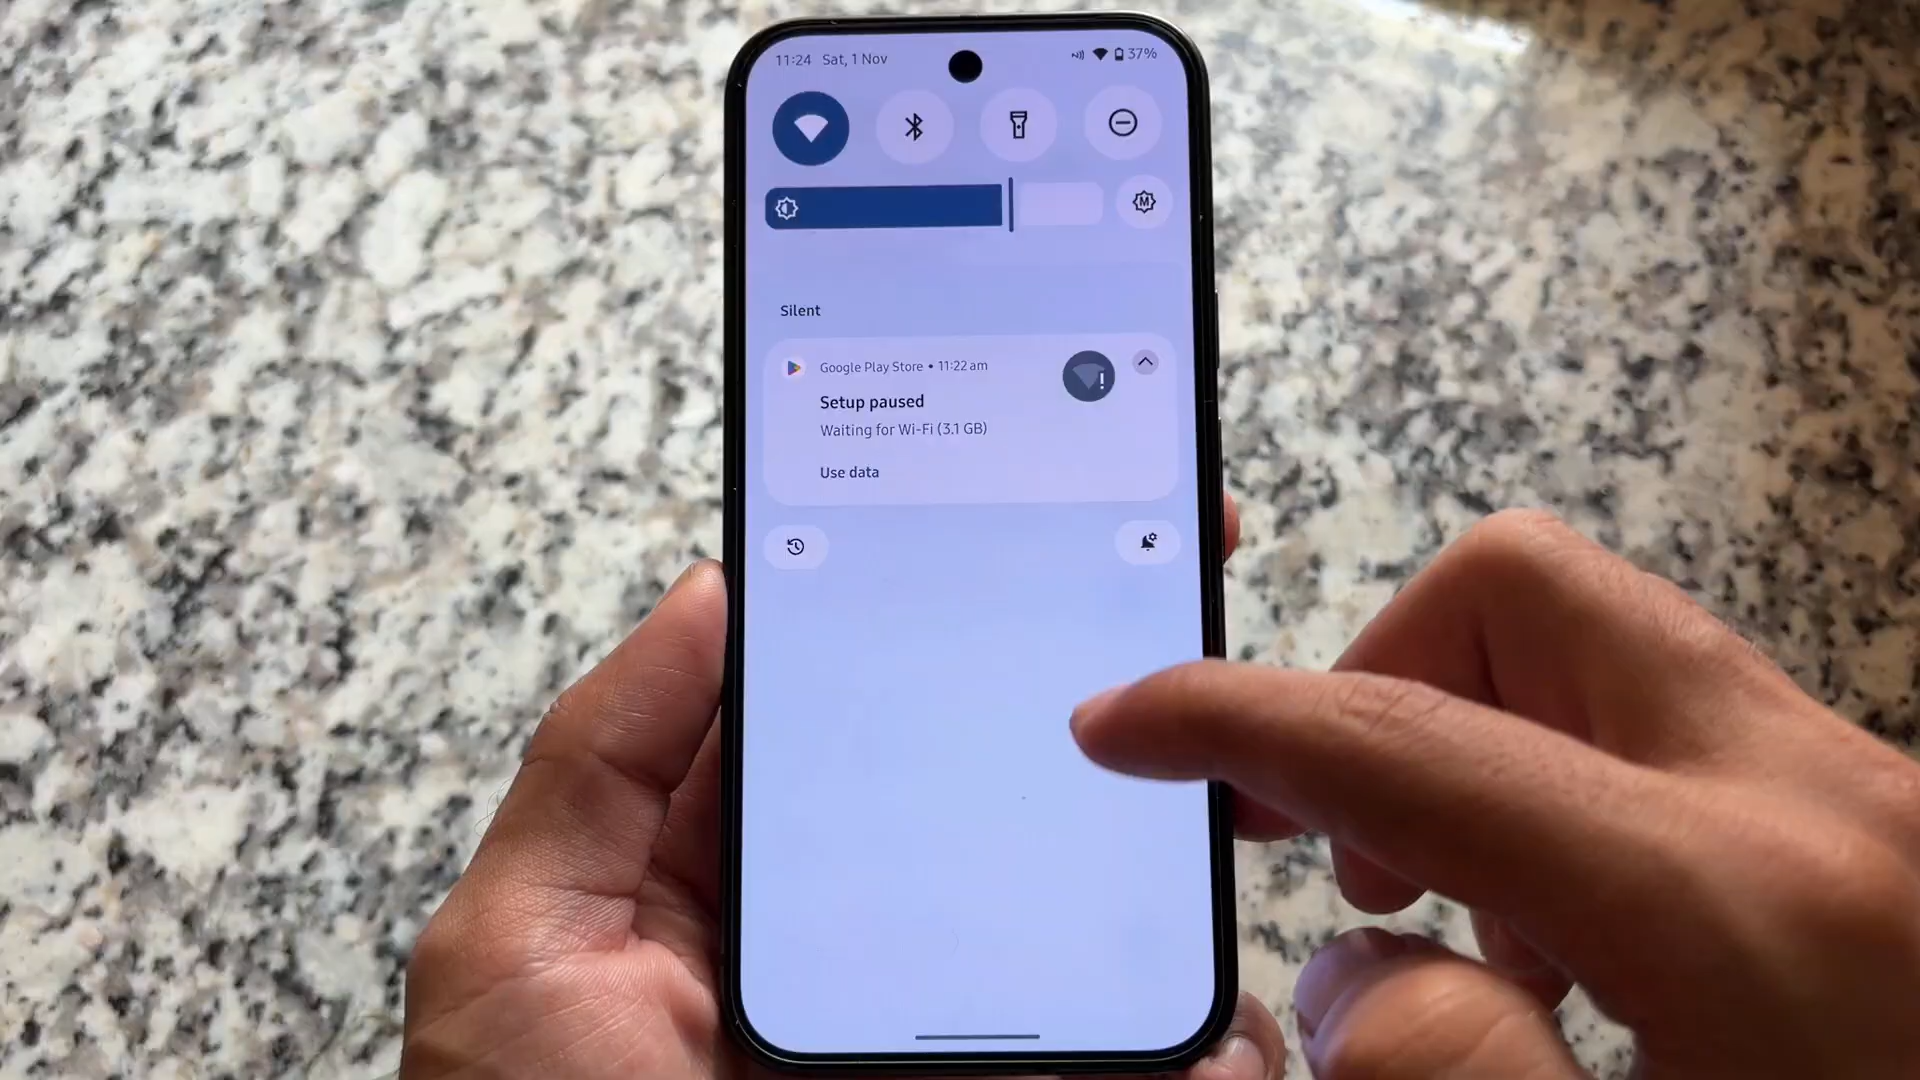 11:24 Sat, 1 Nov 37%
M
Silent
Google Play Store • 11:22 am
Setup paused
Waiting for Wi-Fi (3.1 GB)
Use data